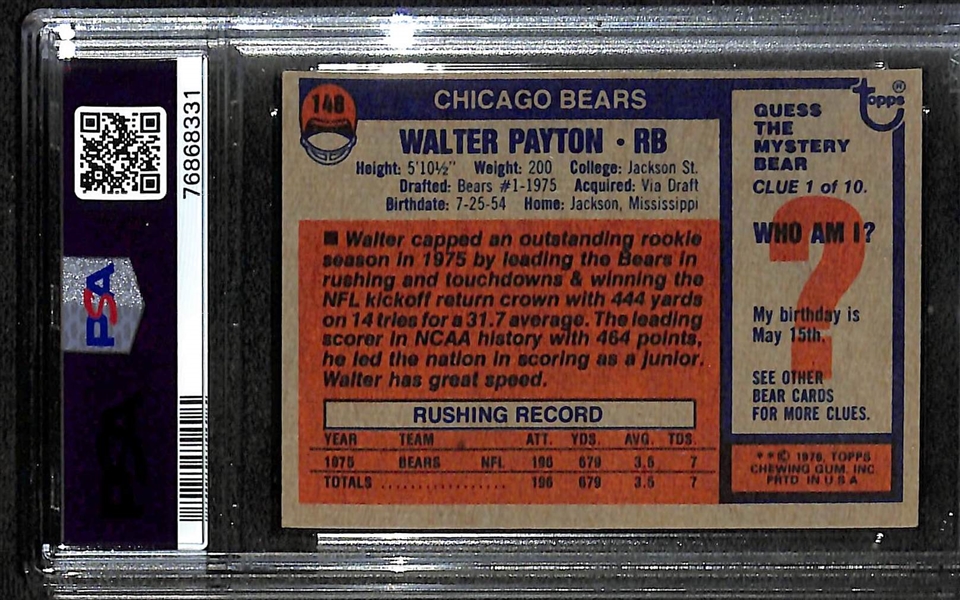 76868331
PSA
PSA
148
CHICAGO BEARS
WALTER PAYTON • RB
Height: 5'10½" Weight: 200 College: Jackson St.
Drafted: Bears #1-1975 Acquired: Via Draft
Birthdate: 7-25-54 Home: Jackson, Mississippi
■ Walter capped an outstanding rookie
season in 1975 by leading the Bears in
rushing and touchdowns & winning the
NFL kickoff return crown with 444 yards
on 14 tries for a 31.7 average. The leading
scorer in NCAA history with 464 points,
he led the nation in scoring as a junior.
Walter has great speed.
RUSHING RECORD
YEAR TEAM ATT. YDS. AVG. TDS.
1975 BEARS NFL 196 679 3.5 7
TOTALS .................... 196 679 3.5 7
Topps®
GUESS
THE
MYSTERY
BEAR
CLUE 1 of 10.
?
WHO AM I?
My birthday is
May 15th.
SEE OTHER
BEAR CARDS
FOR MORE CLUES.
**© 1976, TOPPS
CHEWING GUM, INC
PRTD IN U S A